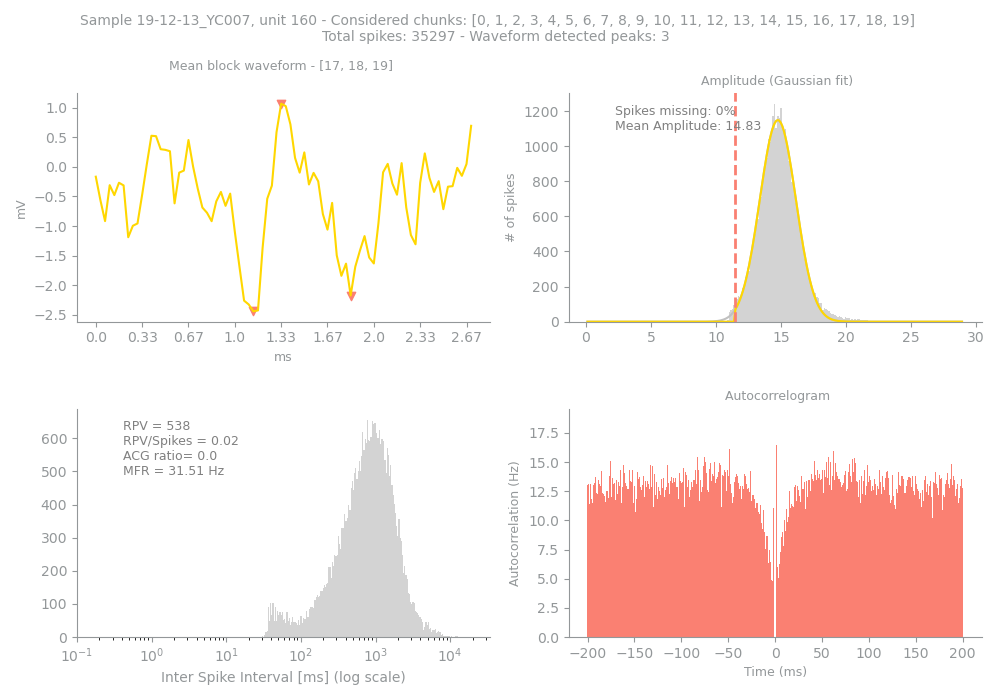 Sample 19-12-13_YC007, unit 160 - Considered chunks: [0, 1, 2, 3, 4, 5, 6, 7, 8, 9, 10, 11, 12, 13, 14, 15, 16, 17, 18, 19]
Total spikes: 35297 - Waveform detected peaks: 3
Mean block waveform - [17, 18, 19]
1.0
0.5
0.0
−0.5
−1.0
−1.5
−2.0
−2.5
mV
0.0 0.33 0.67 1.0 1.33 1.67 2.0 2.33 2.67
ms
Amplitude (Gaussian fit)
Spikes missing: 0%
Mean Amplitude: 14.83
1200
1000
800
600
400
200
0
# of spikes
0 5 10 15 20 25 30
RPV = 538
RPV/Spikes = 0.02
ACG ratio= 0.0
MFR = 31.51 Hz
600
500
400
300
200
100
0
10⁻¹ 10⁰ 10¹ 10² 10³ 10⁴
Inter Spike Interval [ms] (log scale)
Autocorrelogram
17.5
15.0
12.5
10.0
7.5
5.0
2.5
0.0
Autocorrelation (Hz)
−200 −150 −100 −50 0 50 100 150 200
Time (ms)